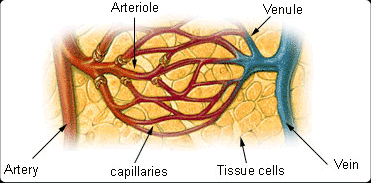 Arteriole
Venule
Artery
capillaries
Tissue cells
Vein